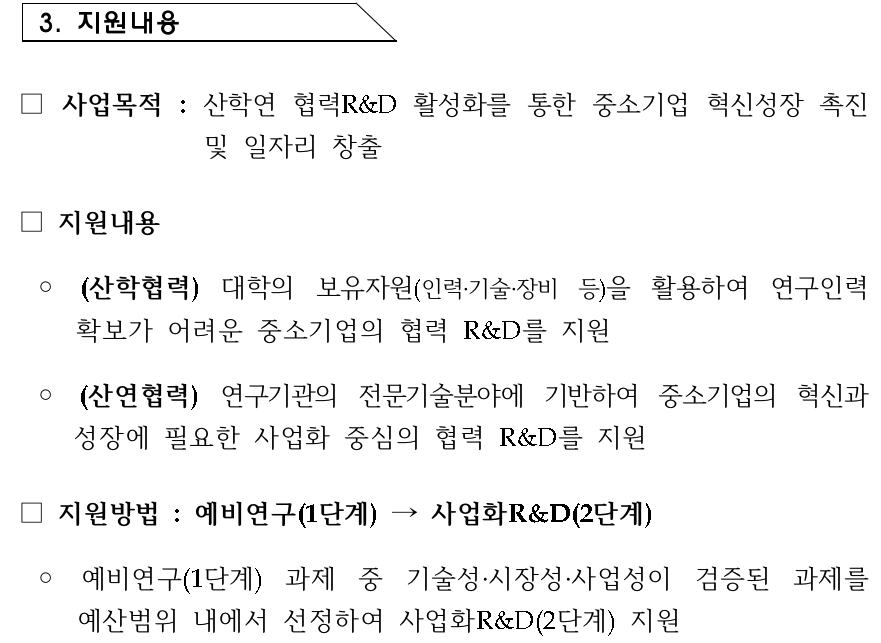 3. 지원내용
□ 사업목적 : 산학연 협력R&D 활성화를 통한 중소기업 혁신성장 촉진
및 일자리 창출
□ 지원내용
○ (산학협력) 대학의 보유자원(인력·기술·장비 등)을 활용하여 연구인력
확보가 어려운 중소기업의 협력 R&D를 지원
○ (산연협력) 연구기관의 전문기술분야에 기반하여 중소기업의 혁신과
성장에 필요한 사업화 중심의 협력 R&D를 지원
□ 지원방법 : 예비연구(1단계) → 사업화R&D(2단계)
○ 예비연구(1단계) 과제 중 기술성·시장성·사업성이 검증된 과제를
예산범위 내에서 선정하여 사업화R&D(2단계) 지원